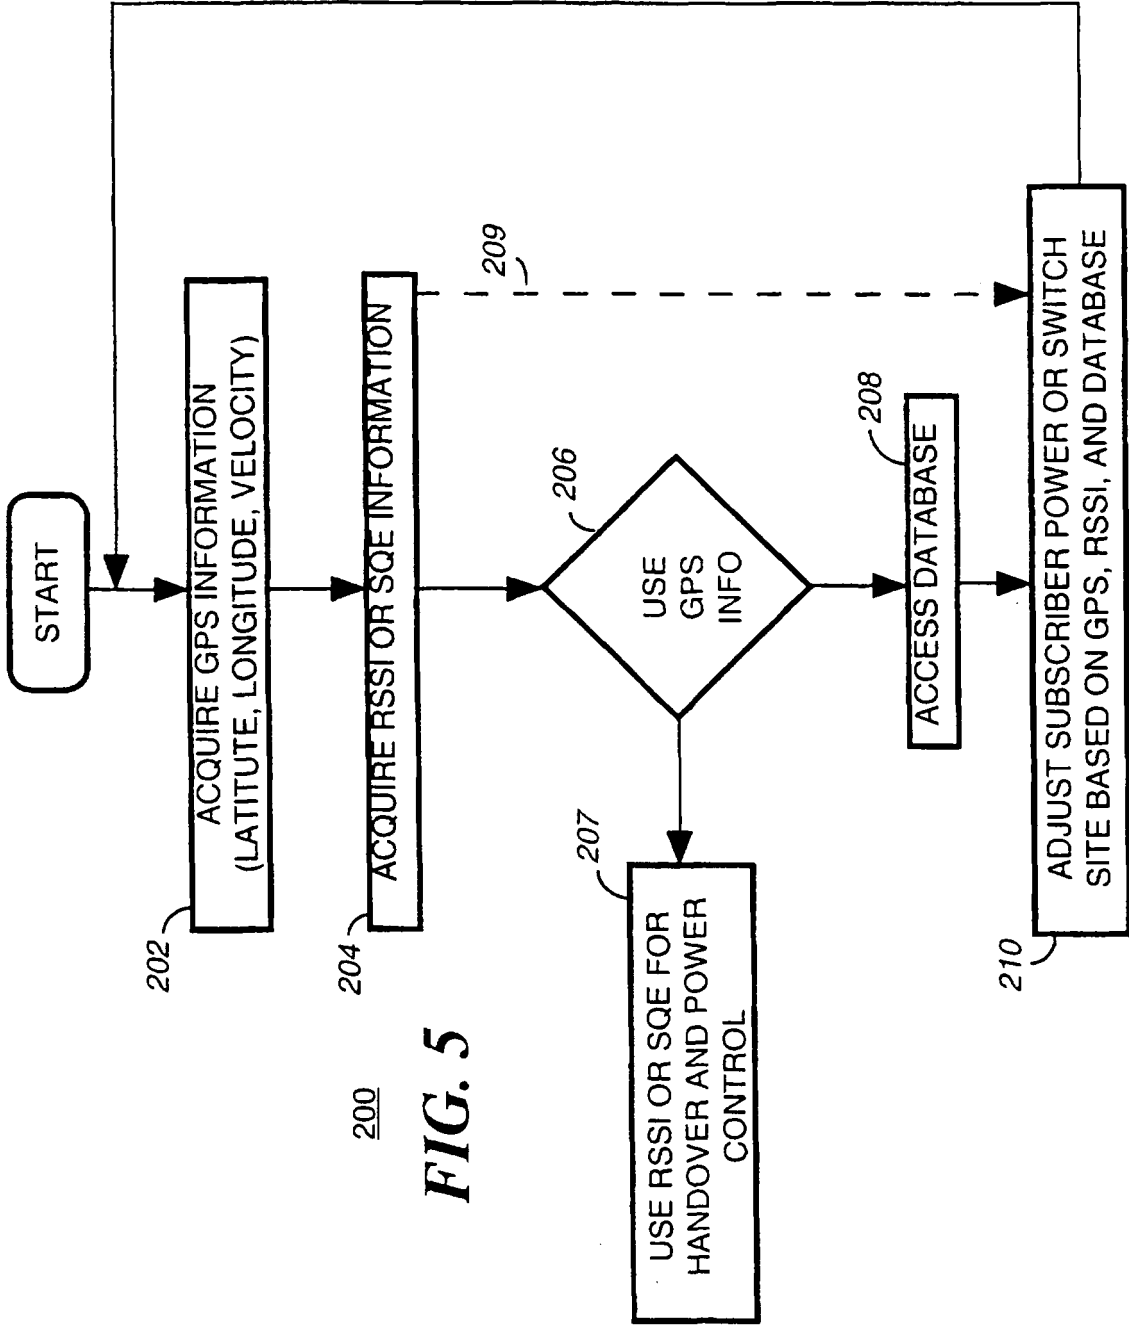 START
ACQUIRE GPS INFORMATION
(LATITUTE, LONGITUDE, VELOCITY)
202
ACQUIRE RSSI OR SQE INFORMATION
204
209
USE
GPS
INFO
206
USE RSSI OR SQE FOR
HANDOVER AND POWER
CONTROL
207
ACCESS DATABASE
208
ADJUST SUBSCRIBER POWER OR SWITCH
SITE BASED ON GPS, RSSI, AND DATABASE
210
200
FIG. 5